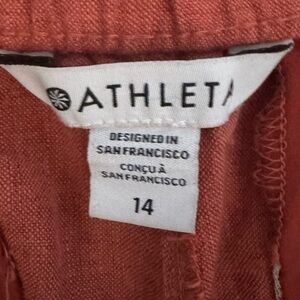 ATHLETA
DESIGNED IN
SAN FRANCISCO
CONÇU À
SAN FRANCISCO
14